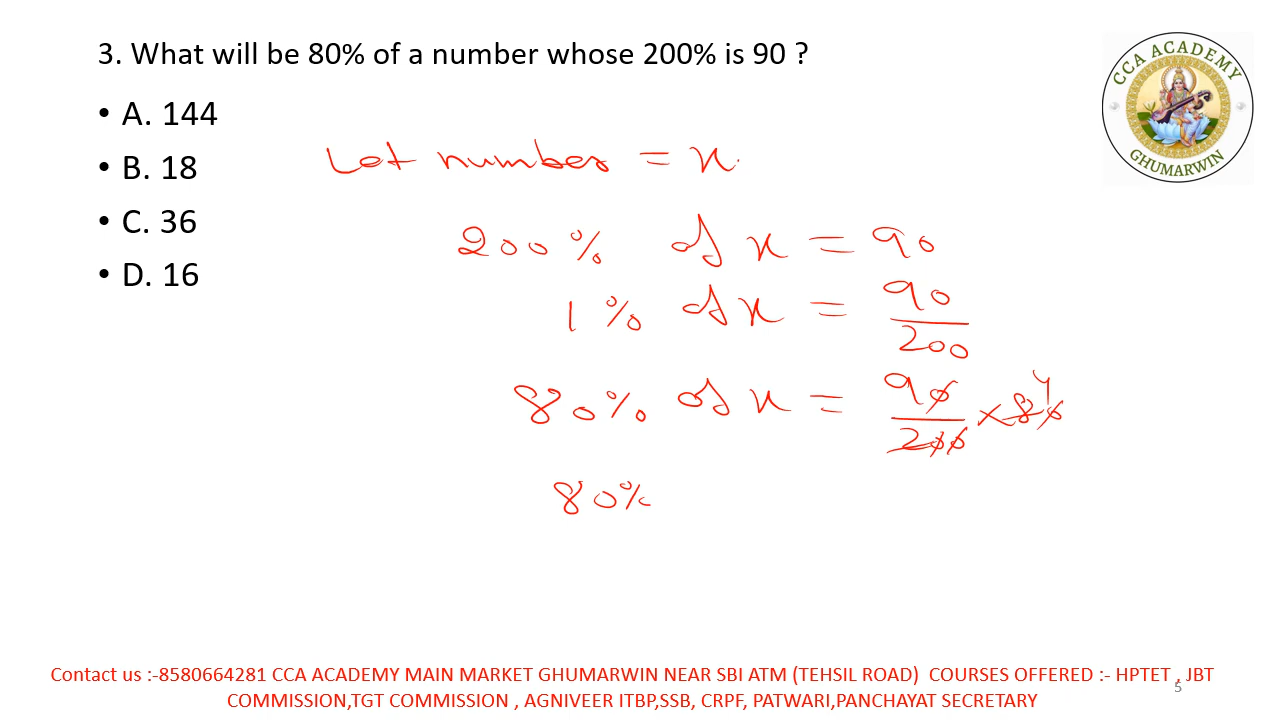 3. What will be 80% of a number whose 200% is 90 ?
• A. 144
• B. 18
• C. 36
• D. 16
Let number = x.
200% of x = 90
1% of x = 90/200
80% of x = 90/200 × 80 4
80%
CCA ACADEMY
GHUMARWIN
Contact us :-8580664281 CCA ACADEMY MAIN MARKET GHUMARWIN NEAR SBI ATM (TEHSIL ROAD) COURSES OFFERED :- HPTET , JBT
COMMISSION,TGT COMMISSION , AGNIVEER ITBP,SSB, CRPF, PATWARI,PANCHAYAT SECRETARY
5